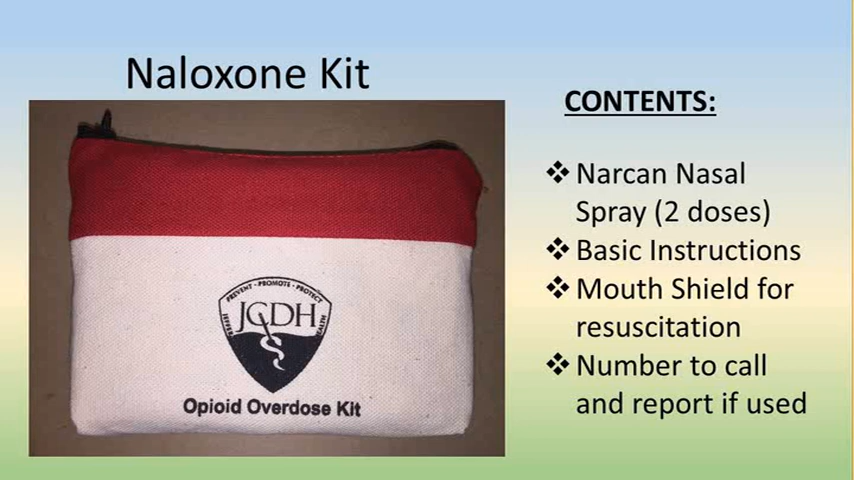 Naloxone Kit
CONTENTS:
❖ Narcan Nasal
Spray (2 doses)
❖ Basic Instructions
❖ Mouth Shield for
resuscitation
❖ Number to call
and report if used
PREVENT - PROMOTE - PROTECT
JCDH
Opioid Overdose Kit